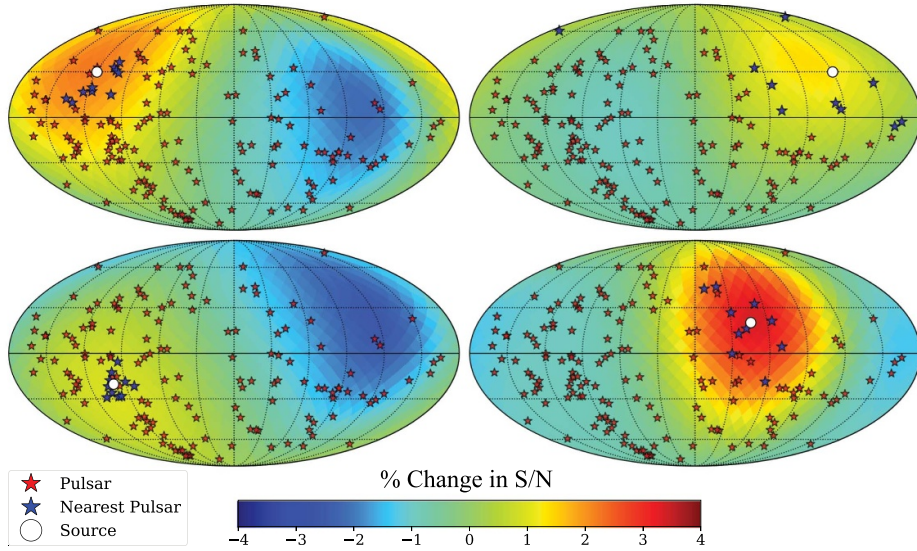 % Change in S/N
Pulsar
Nearest Pulsar
Source
−4 −3 −2 −1 0 1 2 3 4